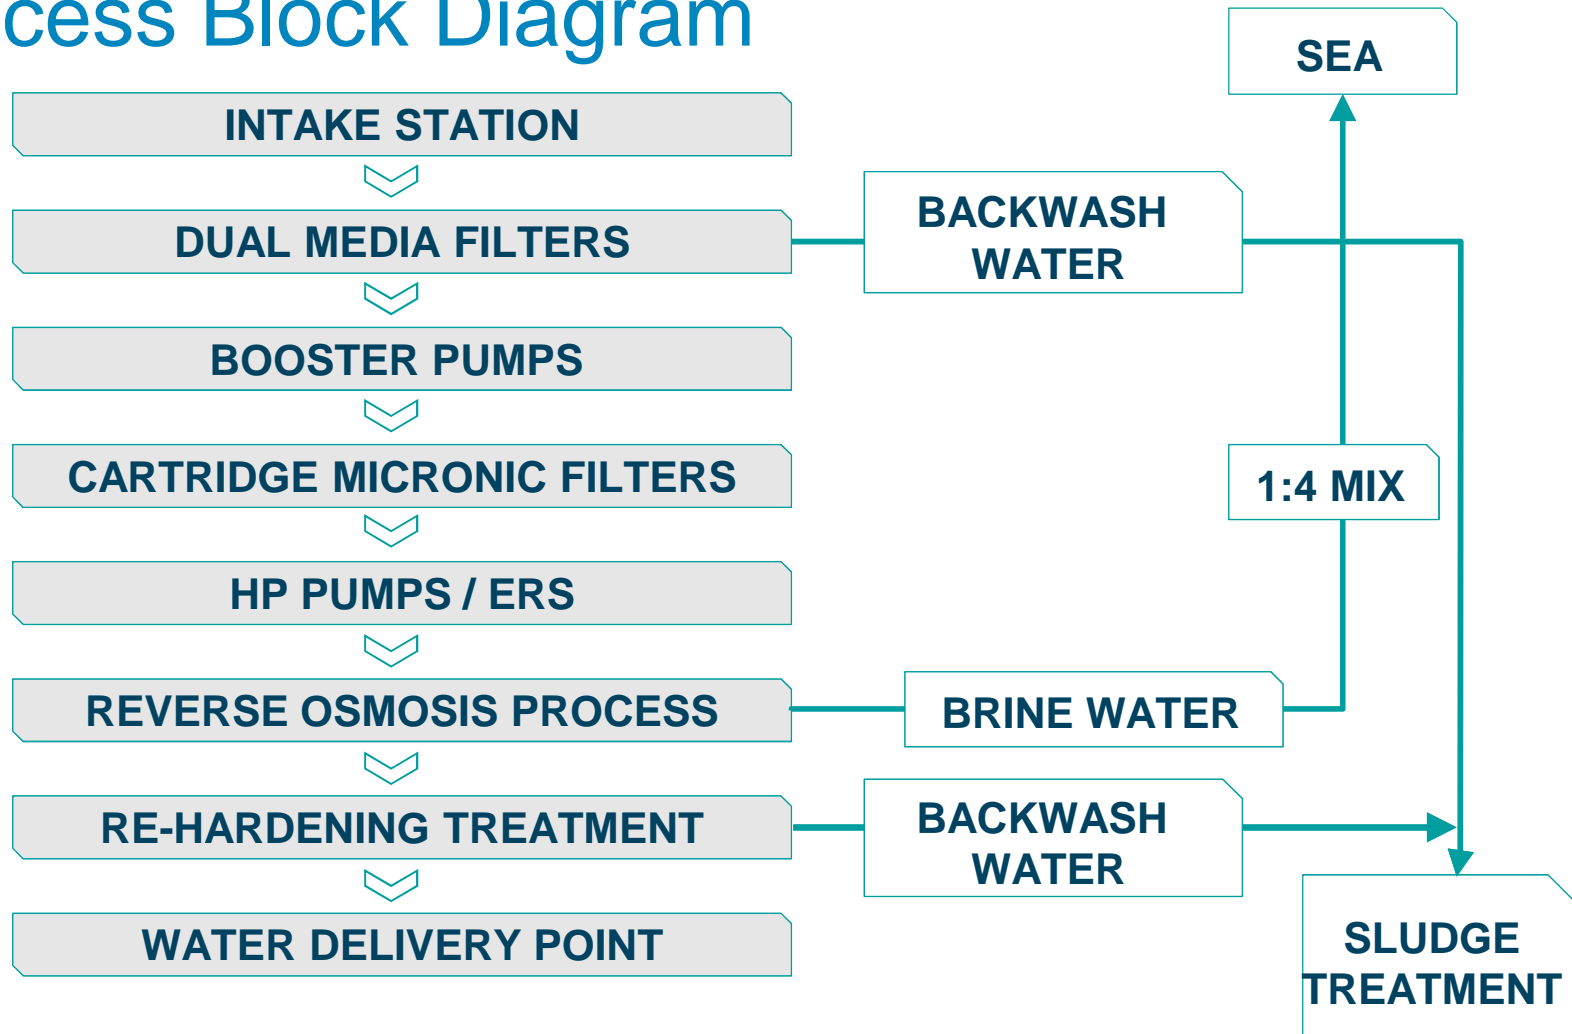 cess Block Diagram
SEA
INTAKE STATION
DUAL MEDIA FILTERS
BACKWASH
WATER
BOOSTER PUMPS
CARTRIDGE MICRONIC FILTERS
1:4 MIX
HP PUMPS / ERS
REVERSE OSMOSIS PROCESS
BRINE WATER
RE-HARDENING TREATMENT
BACKWASH
WATER
WATER DELIVERY POINT
SLUDGE
TREATMENT